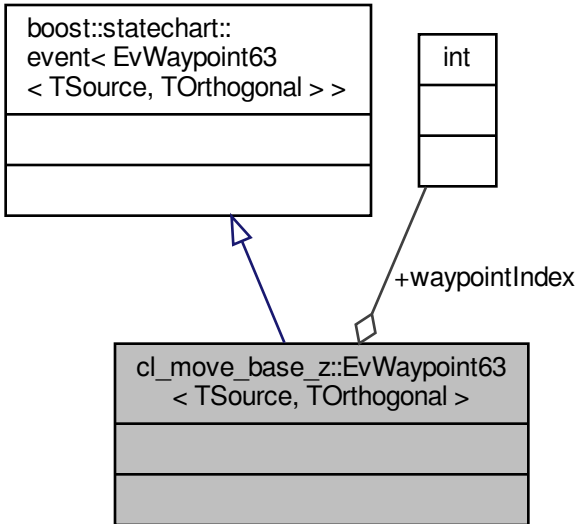 boost::statechart::
event< EvWaypoint63
< TSource, TOrthogonal > >
int
+waypointIndex
cl_move_base_z::EvWaypoint63
< TSource, TOrthogonal >